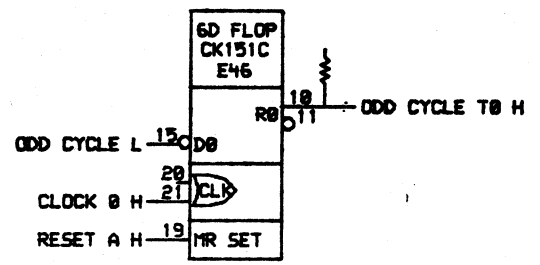 6D FLOP
CK151C
E46
10
R0
11
ODD CYCLE T0 H
ODD CYCLE L
15
D0
20
21
CLK
CLOCK 0 H
RESET A H
19
MR SET